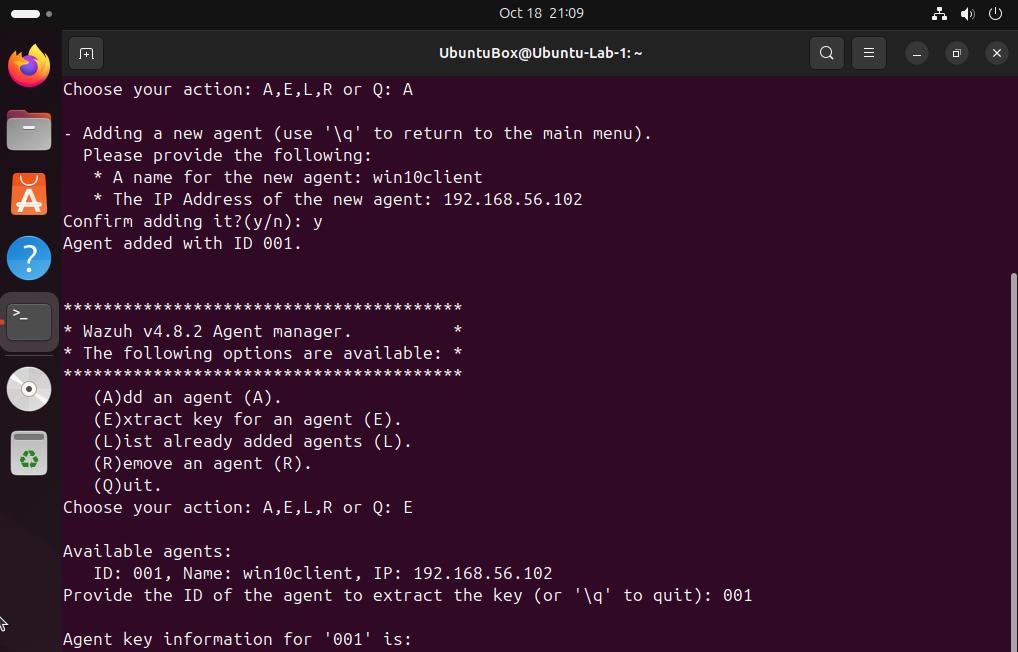 Oct 18 21:09
UbuntuBox@Ubuntu-Lab-1: ~
Choose your action: A,E,L,R or Q: A
- Adding a new agent (use '\q' to return to the main menu).
  Please provide the following:
   * A name for the new agent: win10client
   * The IP Address of the new agent: 192.168.56.102
Confirm adding it?(y/n): y
Agent added with ID 001.
****************************************
* Wazuh v4.8.2 Agent manager.          *
* The following options are available: *
****************************************
   (A)dd an agent (A).
   (E)xtract key for an agent (E).
   (L)ist already added agents (L).
   (R)emove an agent (R).
   (Q)uit.
Choose your action: A,E,L,R or Q: E
Available agents:
   ID: 001, Name: win10client, IP: 192.168.56.102
Provide the ID of the agent to extract the key (or '\q' to quit): 001
Agent key information for '001' is: